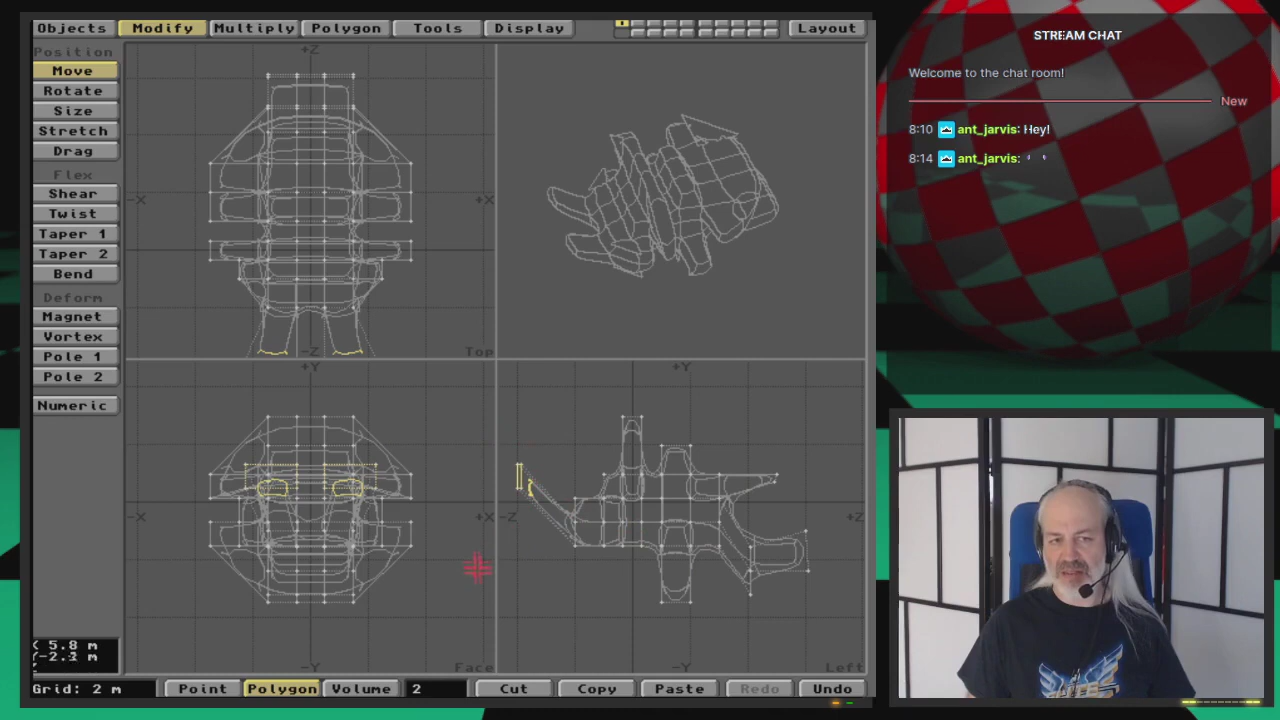 Objects Modify Multiply Polygon Tools Display Layout
Position
Move
Rotate
Size
Stretch
Drag
Flex
Shear
Twist
Taper 1
Taper 2
Bend
Deform
Magnet
Vortex
Pole 1
Pole 2
Numeric
+Z
-X
+X
-Z
Top
+Y
-X
+X
-Y
Face
+Y
-Z
+Z
-Y
Left
X 5.8 m
Grid: 2 m Point Polygon Volume 2 Cut Copy Paste Redo Undo
STREAM CHAT
Welcome to the chat room!
New
8:10 ant_jarvis: Hey!
8:14 ant_jarvis: